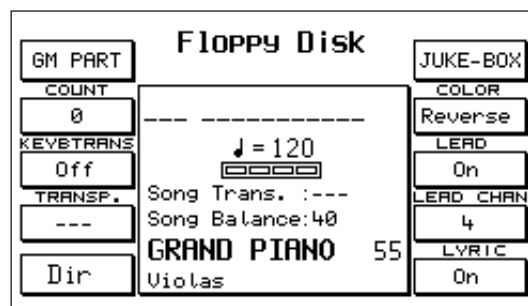 Floppy Disk
GM PART
JUKE-BOX
COUNT
0
COLOR
Reverse
--- -----------
KEYBTRANS
Off
♩=120
LEAD
On
TRANSP.
---
Song Trans. :---
LEAD CHAN
4
Song Balance:40
GRAND PIANO 55
LYRIC
On
Dir
Violas